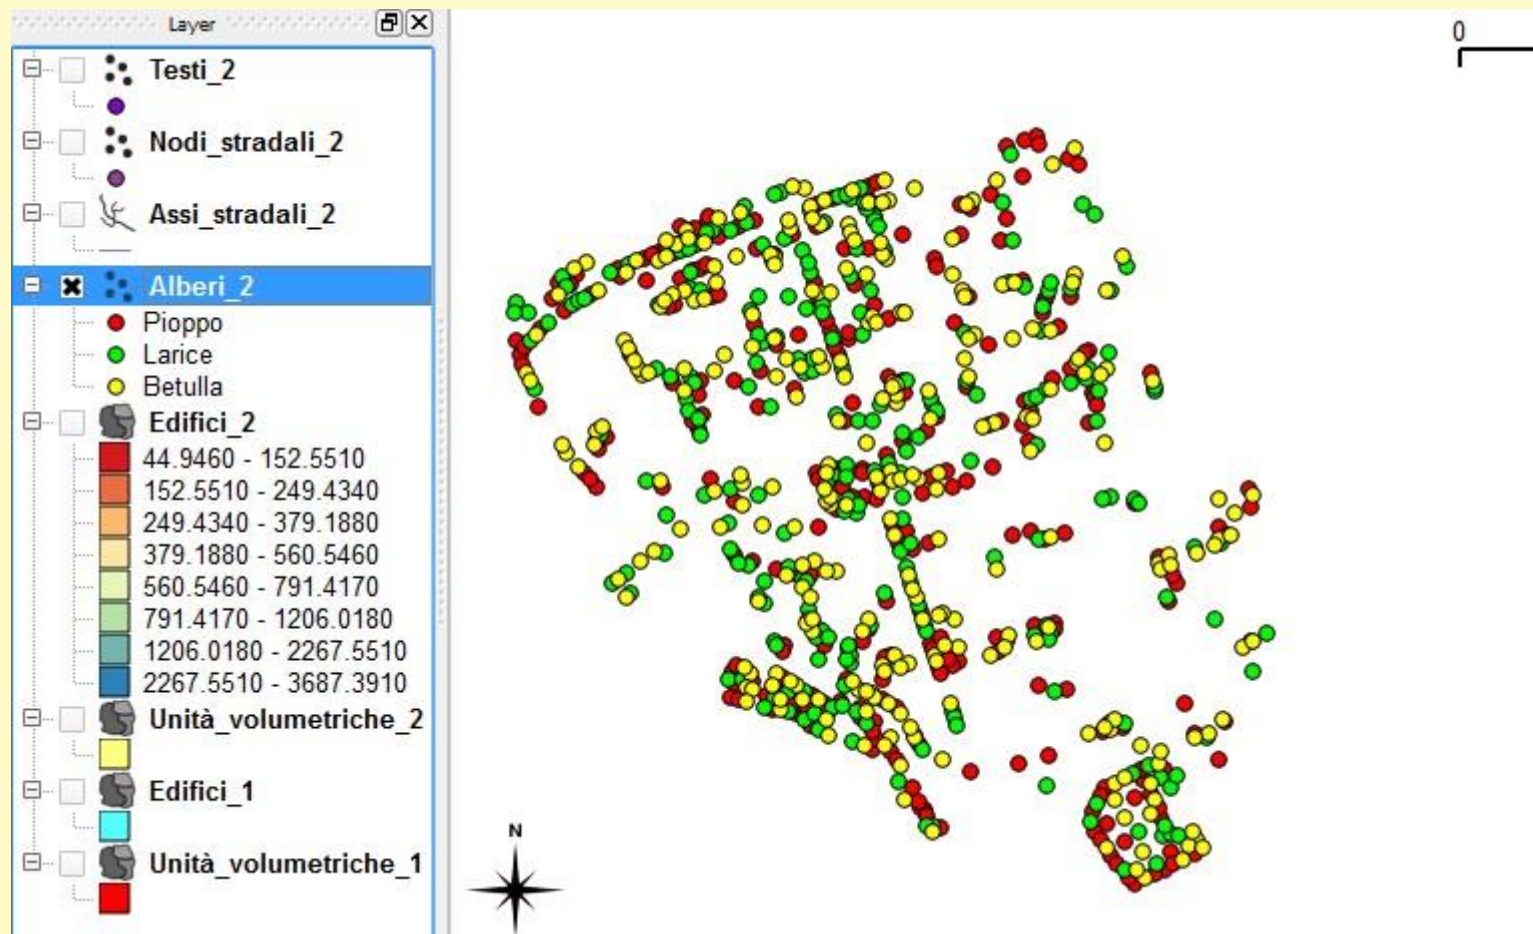 Layer
0
Testi_2
Nodi_stradali_2
Assi_stradali_2
Alberi_2
Pioppo
Larice
Betulla
Edifici_2
44.9460 - 152.5510
152.5510 - 249.4340
249.4340 - 379.1880
379.1880 - 560.5460
560.5460 - 791.4170
791.4170 - 1206.0180
1206.0180 - 2267.5510
2267.5510 - 3687.3910
Unità_volumetriche_2
Edifici_1
Unità_volumetriche_1
N